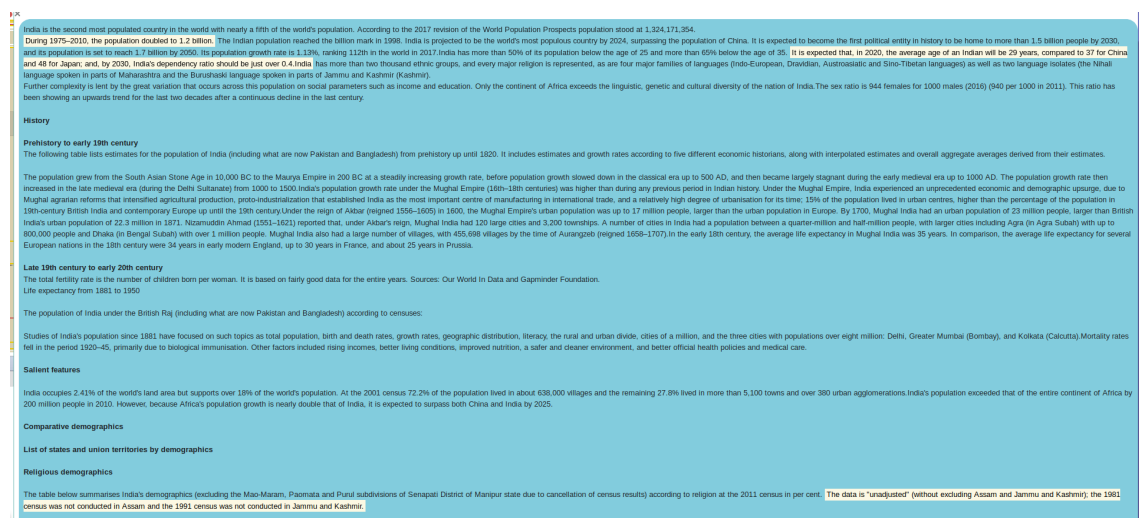 India is the second most populated country in the world with nearly a fifth of the world's population. According to the 2017 revision of the World Population Prospects population stood at 1,324,171,354.
During 1975–2010, the population doubled to 1.2 billion. The Indian population reached the billion mark in 1998. India is projected to be the world's most populous country by 2024, surpassing the population of China. It is expected to become the first political entity in history to be home to more than 1.5 billion people by 2030,
and its population is set to reach 1.7 billion by 2050. Its population growth rate is 1.13%, ranking 112th in the world in 2017.India has more than 50% of its population below the age of 25 and more than 65% below the age of 35. It is expected that, in 2020, the average age of an Indian will be 29 years, compared to 37 for China
and 48 for Japan; and, by 2030, India's dependency ratio should be just over 0.4.India has more than two thousand ethnic groups, and every major religion is represented, as are four major families of languages (Indo-European, Dravidian, Austroasiatic and Sino-Tibetan languages) as well as two language isolates (the Nihali
language spoken in parts of Maharashtra and the Burushaski language spoken in parts of Jammu and Kashmir (Kashmir).
Further complexity is lent by the great variation that occurs across this population on social parameters such as income and education. Only the continent of Africa exceeds the linguistic, genetic and cultural diversity of the nation of India.The sex ratio is 944 females for 1000 males (2016) (940 per 1000 in 2011). This ratio has
been showing an upwards trend for the last two decades after a continuous decline in the last century.
History
Prehistory to early 19th century
The following table lists estimates for the population of India (including what are now Pakistan and Bangladesh) from prehistory up until 1820. It includes estimates and growth rates according to five different economic historians, along with interpolated estimates and overall aggregate averages derived from their estimates.
The population grew from the South Asian Stone Age in 10,000 BC to the Maurya Empire in 200 BC at a steadily increasing growth rate, before population growth slowed down in the classical era up to 500 AD, and then became largely stagnant during the early medieval era up to 1000 AD. The population growth rate then
increased in the late medieval era (during the Delhi Sultanate) from 1000 to 1500.India's population growth rate under the Mughal Empire (16th–18th centuries) was higher than during any previous period in Indian history. Under the Mughal Empire, India experienced an unprecedented economic and demographic upsurge, due to
Mughal agrarian reforms that intensified agricultural production, proto-industrialization that established India as the most important centre of manufacturing in international trade, and a relatively high degree of urbanisation for its time; 15% of the population lived in urban centres, higher than the percentage of the population in
19th-century British India and contemporary Europe up until the 19th century.Under the reign of Akbar (reigned 1556–1605) in 1600, the Mughal Empire's urban population was up to 17 million people, larger than the urban population in Europe. By 1700, Mughal India had an urban population of 23 million people, larger than British
India's urban population of 22.3 million in 1871. Nizamuddin Ahmad (1551–1621) reported that, under Akbar's reign, Mughal India had 120 large cities and 3,200 townships. A number of cities in India had a population between a quarter-million and half-million people, with larger cities including Agra (in Agra Subah) with up to
800,000 people and Dhaka (in Bengal Subah) with over 1 million people. Mughal India also had a large number of villages, with 455,698 villages by the time of Aurangzeb (reigned 1658–1707).In the early 18th century, the average life expectancy in Mughal India was 35 years. In comparison, the average life expectancy for several
European nations in the 18th century were 34 years in early modern England, up to 30 years in France, and about 25 years in Prussia.
Late 19th century to early 20th century
The total fertility rate is the number of children born per woman. It is based on fairly good data for the entire years. Sources: Our World In Data and Gapminder Foundation.
Life expectancy from 1881 to 1950
The population of India under the British Raj (including what are now Pakistan and Bangladesh) according to censuses:
Studies of India's population since 1881 have focused on such topics as total population, birth and death rates, growth rates, geographic distribution, literacy, the rural and urban divide, cities of a million, and the three cities with populations over eight million: Delhi, Greater Mumbai (Bombay), and Kolkata (Calcutta).Mortality rates
fell in the period 1920–45, primarily due to biological immunisation. Other factors included rising incomes, better living conditions, improved nutrition, a safer and cleaner environment, and better official health policies and medical care.
Salient features
India occupies 2.41% of the world's land area but supports over 18% of the world's population. At the 2001 census 72.2% of the population lived in about 638,000 villages and the remaining 27.8% lived in more than 5,100 towns and over 380 urban agglomerations.India's population exceeded that of the entire continent of Africa by
200 million people in 2010. However, because Africa's population growth is nearly double that of India, it is expected to surpass both China and India by 2025.
Comparative demographics
List of states and union territories by demographics
Religious demographics
The table below summarises India's demographics (excluding the Mao-Maram, Paomata and Purul subdivisions of Senapati District of Manipur state due to cancellation of census results) according to religion at the 2011 census in per cent. The data is "unadjusted" (without excluding Assam and Jammu and Kashmir); the 1981
census was not conducted in Assam and the 1991 census was not conducted in Jammu and Kashmir.